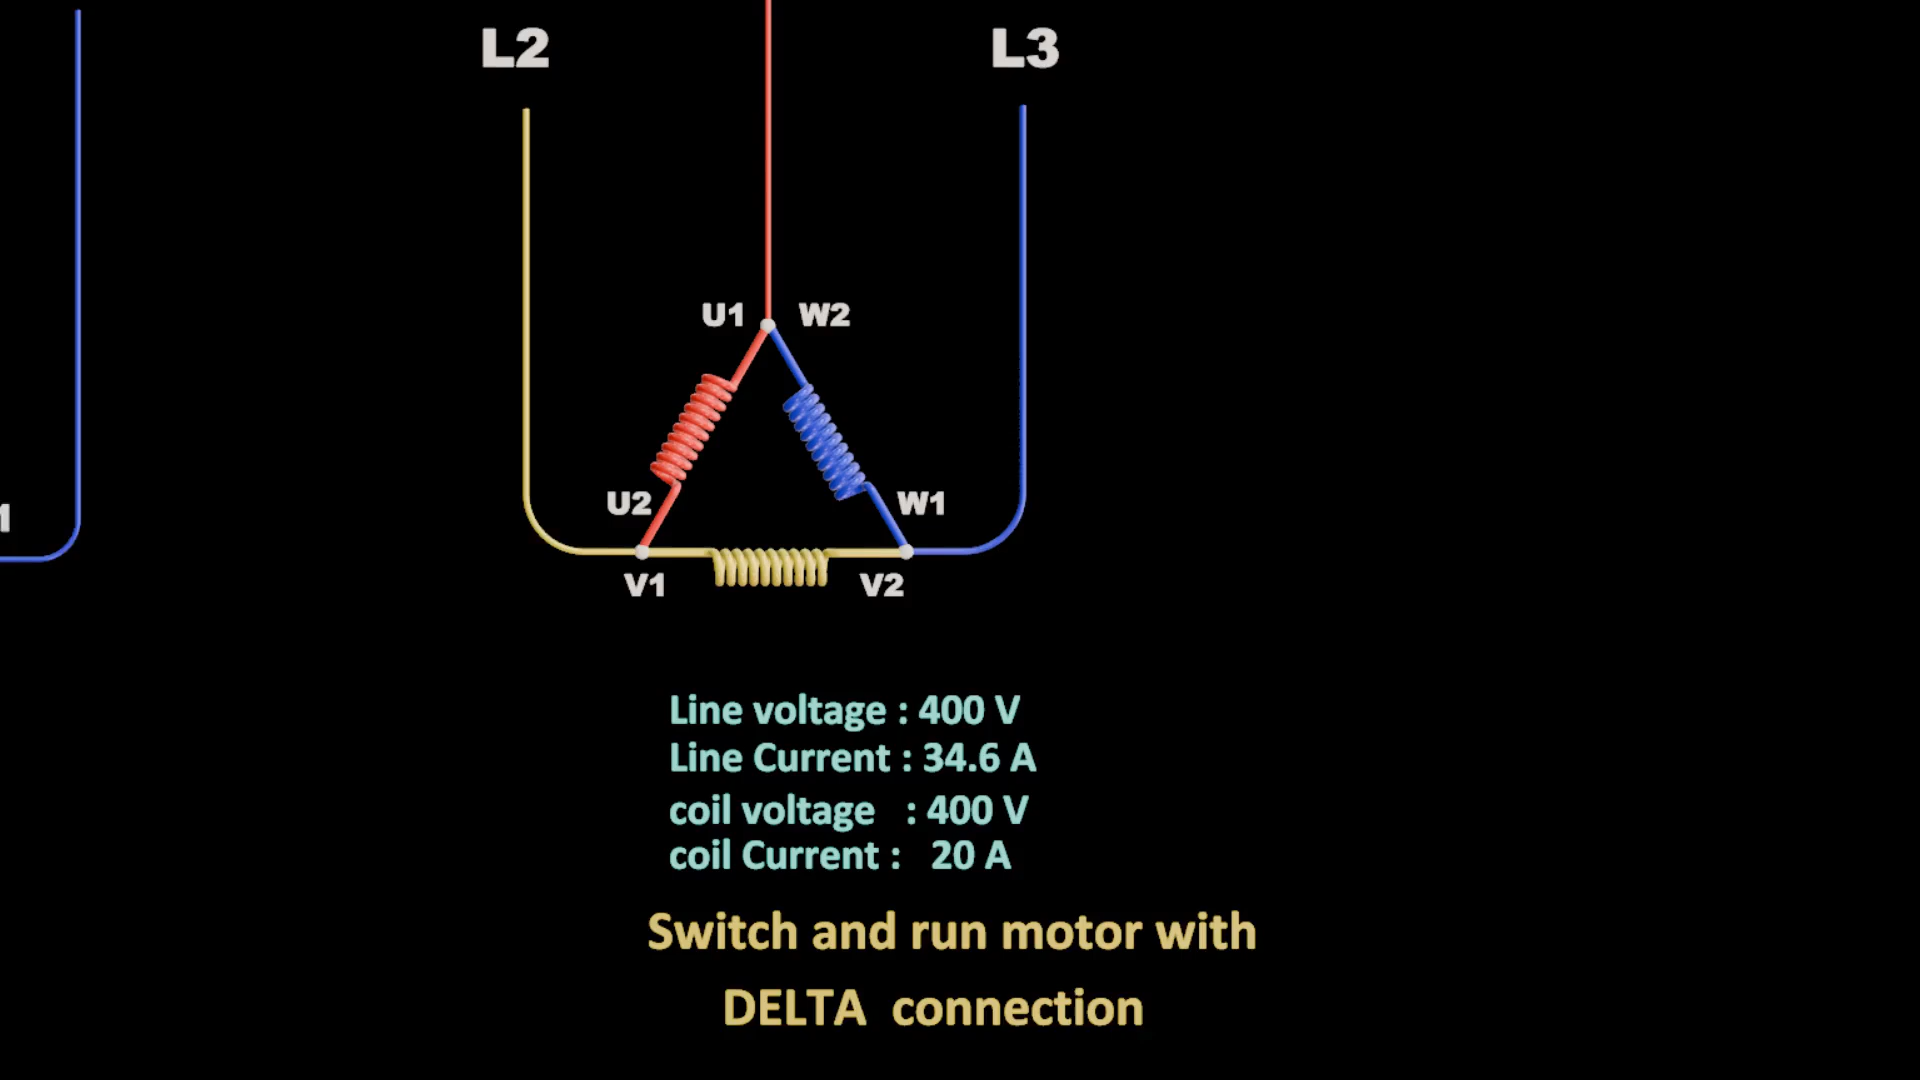 L2
L3
U1
W2
U2
W1
1
V1
V2
Line voltage : 400 V
Line Current : 34.6 A
coil voltage : 400 V
coil Current : 20 A
Switch and run motor with
DELTA connection